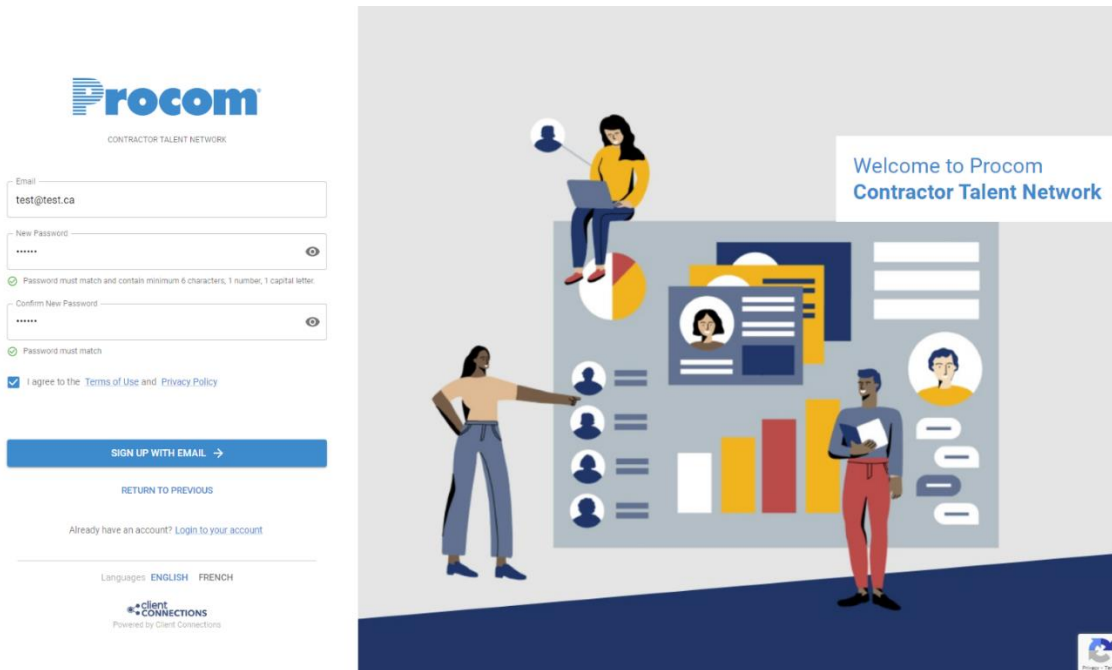 Procom
CONTRACTOR TALENT NETWORK
Email
test@test.ca
New Password
••••••
Password must match and contain minimum 6 characters, 1 number, 1 capital letter.
Confirm New Password
••••••
Password must match
I agree to the Terms of Use and Privacy Policy
SIGN UP WITH EMAIL →
RETURN TO PREVIOUS
Already have an account? Login to your account
Languages ENGLISH FRENCH
client
CONNECTIONS
Powered by Client Connections
Welcome to Procom
Contractor Talent Network